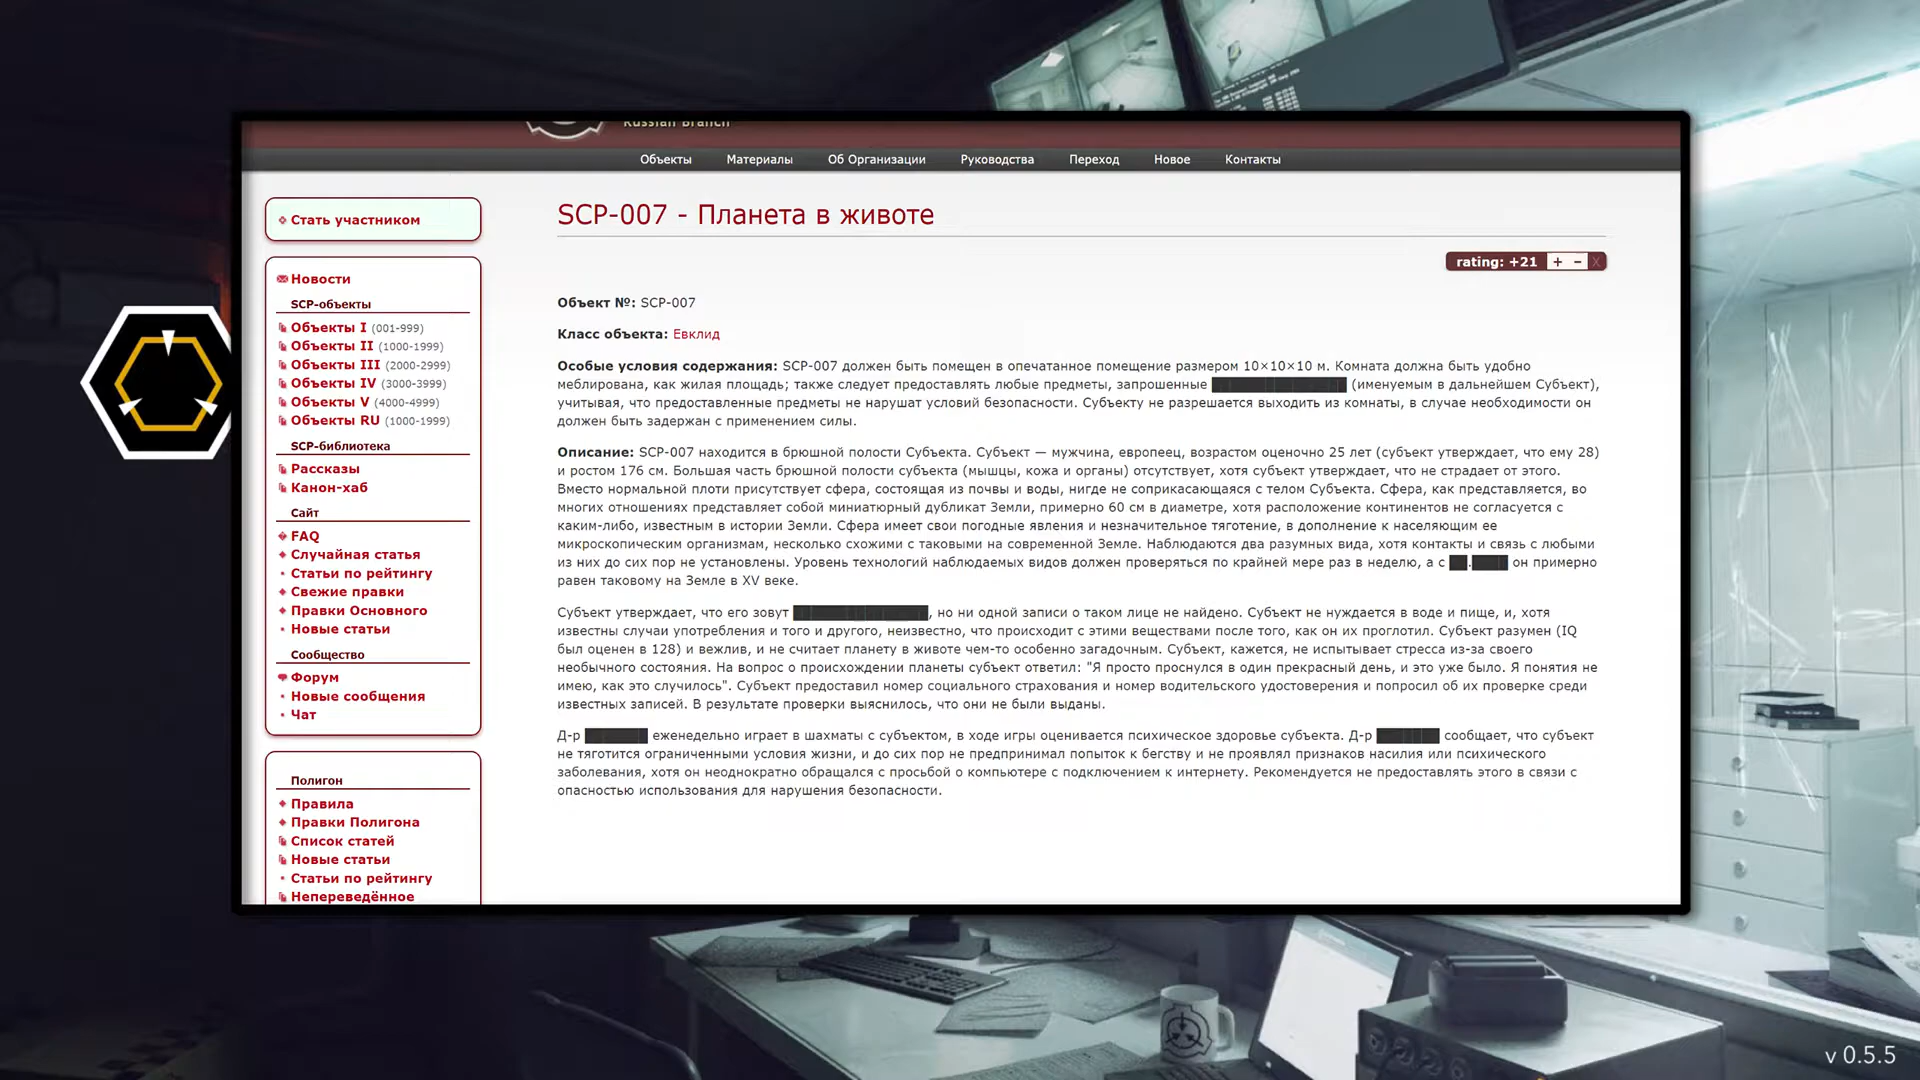 Russian Branch
Объекты Материалы Об Организации Руководства Переход Новое Контакты
Стать участником
Новости
SCP-объекты
Объекты I (001-999)
Объекты II (1000-1999)
Объекты III (2000-2999)
Объекты IV (3000-3999)
Объекты V (4000-4999)
Объекты RU (1000-1999)
SCP-библиотека
Рассказы
Канон-хаб
Сайт
FAQ
Случайная статья
Статьи по рейтингу
Свежие правки
Правки Основного
Новые статьи
Сообщество
Форум
Новые сообщения
Чат
Полигон
Правила
Правки Полигона
Список статей
Новые статьи
Статьи по рейтингу
Непереведённое
SCP-007 - Планета в животе
rating: +21 + − X
Объект №: SCP-007
Класс объекта: Евклид
Особые условия содержания: SCP-007 должен быть помещен в опечатанное помещение размером 10×10×10 м. Комната должна быть удобно
меблирована, как жилая площадь; также следует предоставлять любые предметы, запрошенные (именуемым в дальнейшем Субъект),
учитывая, что предоставленные предметы не нарушат условий безопасности. Субъекту не разрешается выходить из комнаты, в случае необходимости он
должен быть задержан с применением силы.
Описание: SCP-007 находится в брюшной полости Субъекта. Субъект — мужчина, европеец, возрастом оценочно 25 лет (субъект утверждает, что ему 28)
и ростом 176 см. Большая часть брюшной полости субъекта (мышцы, кожа и органы) отсутствует, хотя субъект утверждает, что не страдает от этого.
Вместо нормальной плоти присутствует сфера, состоящая из почвы и воды, нигде не соприкасающаяся с телом Субъекта. Сфера, как представляется, во
многих отношениях представляет собой миниатюрный дубликат Земли, примерно 60 см в диаметре, хотя расположение континентов не согласуется с
каким-либо, известным в истории Земли. Сфера имеет свои погодные явления и незначительное тяготение, в дополнение к населяющим ее
микроскопическим организмам, несколько схожими с таковыми на современной Земле. Наблюдаются два разумных вида, хотя контакты и связь с любыми
из них до сих пор не установлены. Уровень технологий наблюдаемых видов должен проверяться по крайней мере раз в неделю, а с . он примерно
равен таковому на Земле в XV веке.
Субъект утверждает, что его зовут , но ни одной записи о таком лице не найдено. Субъект не нуждается в воде и пище, и, хотя
известны случаи употребления и того и другого, неизвестно, что происходит с этими веществами после того, как он их проглотил. Субъект разумен (IQ
был оценен в 128) и вежлив, и не считает планету в животе чем-то особенно загадочным. Субъект, кажется, не испытывает стресса из-за своего
необычного состояния. На вопрос о происхождении планеты субъект ответил: "Я просто проснулся в один прекрасный день, и это уже было. Я понятия не
имею, как это случилось". Субъект предоставил номер социального страхования и номер водительского удостоверения и попросил об их проверке среди
известных записей. В результате проверки выяснилось, что они не были выданы.
Д-р еженедельно играет в шахматы с субъектом, в ходе игры оценивается психическое здоровье субъекта. Д-р сообщает, что субъект
не тяготится ограниченными условия жизни, и до сих пор не предпринимал попыток к бегству и не проявлял признаков насилия или психического
заболевания, хотя он неоднократно обращался с просьбой о компьютере с подключением к интернету. Рекомендуется не предоставлять этого в связи с
опасностью использования для нарушения безопасности.
v 0.5.5